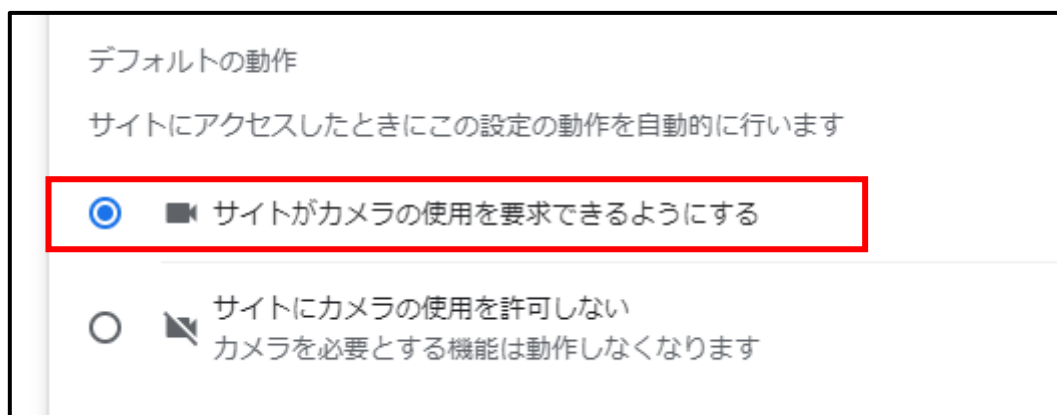 デフォルトの動作
サイトにアクセスしたときにこの設定の動作を自動的に行います
サイトがカメラの使用を要求できるようにする
サイトにカメラの使用を許可しない
カメラを必要とする機能は動作しなくなります